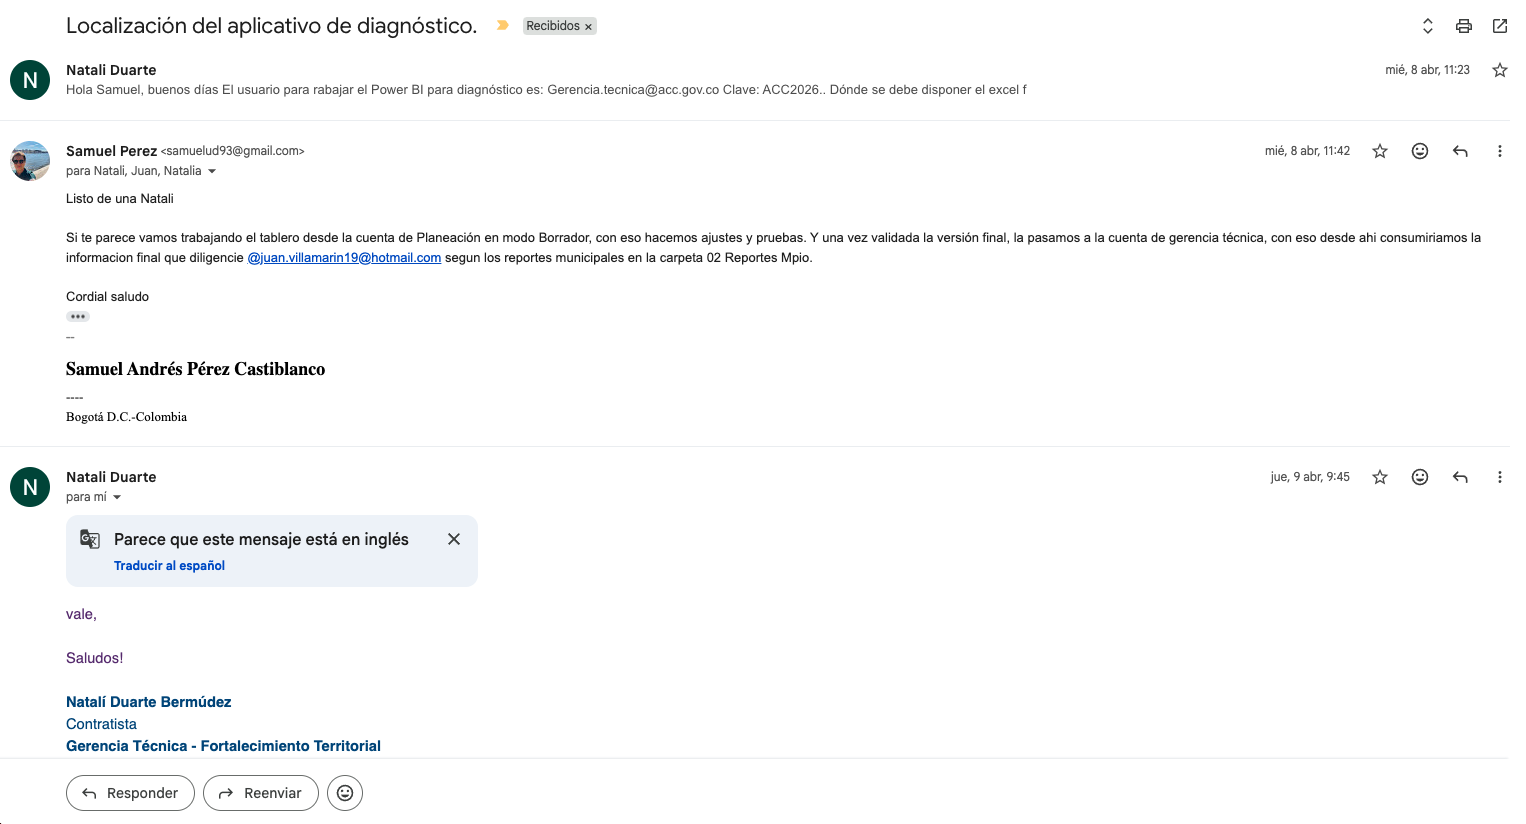 Localización del aplicativo de diagnóstico.
Recibidos ×
N
Natali Duarte
mié, 8 abr, 11:23
Hola Samuel, buenos días El usuario para rabajar el Power BI para diagnóstico es: Gerencia.tecnica@acc.gov.co Clave: ACC2026.. Dónde se debe disponer el excel f
Samuel Perez <samuelud93@gmail.com>
mié, 8 abr, 11:42
para Natali, Juan, Natalia
Listo de una Natali
Si te parece vamos trabajando el tablero desde la cuenta de Planeación en modo Borrador, con eso hacemos ajustes y pruebas. Y una vez validada la versión final, la pasamos a la cuenta de gerencia técnica, con eso desde ahi consumiriamos la
informacion final que diligencie @juan.villamarin19@hotmail.com segun los reportes municipales en la carpeta 02 Reportes Mpio.
Cordial saludo
--
Samuel Andrés Pérez Castiblanco
----
Bogotá D.C.-Colombia
N
Natali Duarte
jue, 9 abr, 9:45
para mí
Parece que este mensaje está en inglés
Traducir al español
vale,
Saludos!
Natalí Duarte Bermúdez
Contratista
Gerencia Técnica - Fortalecimiento Territorial
Responder
Reenviar